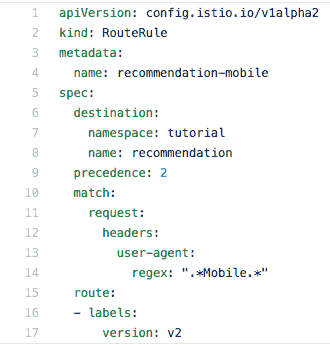 1 apiVersion: config.istio.io/v1alpha2
2 kind: RouteRule
3 metadata:
4   name: recommendation-mobile
5 spec:
6   destination:
7     namespace: tutorial
8     name: recommendation
9   precedence: 2
10   match:
11     request:
12       headers:
13         user-agent:
14           regex: ".*Mobile.*"
15   route:
16   - labels:
17       version: v2